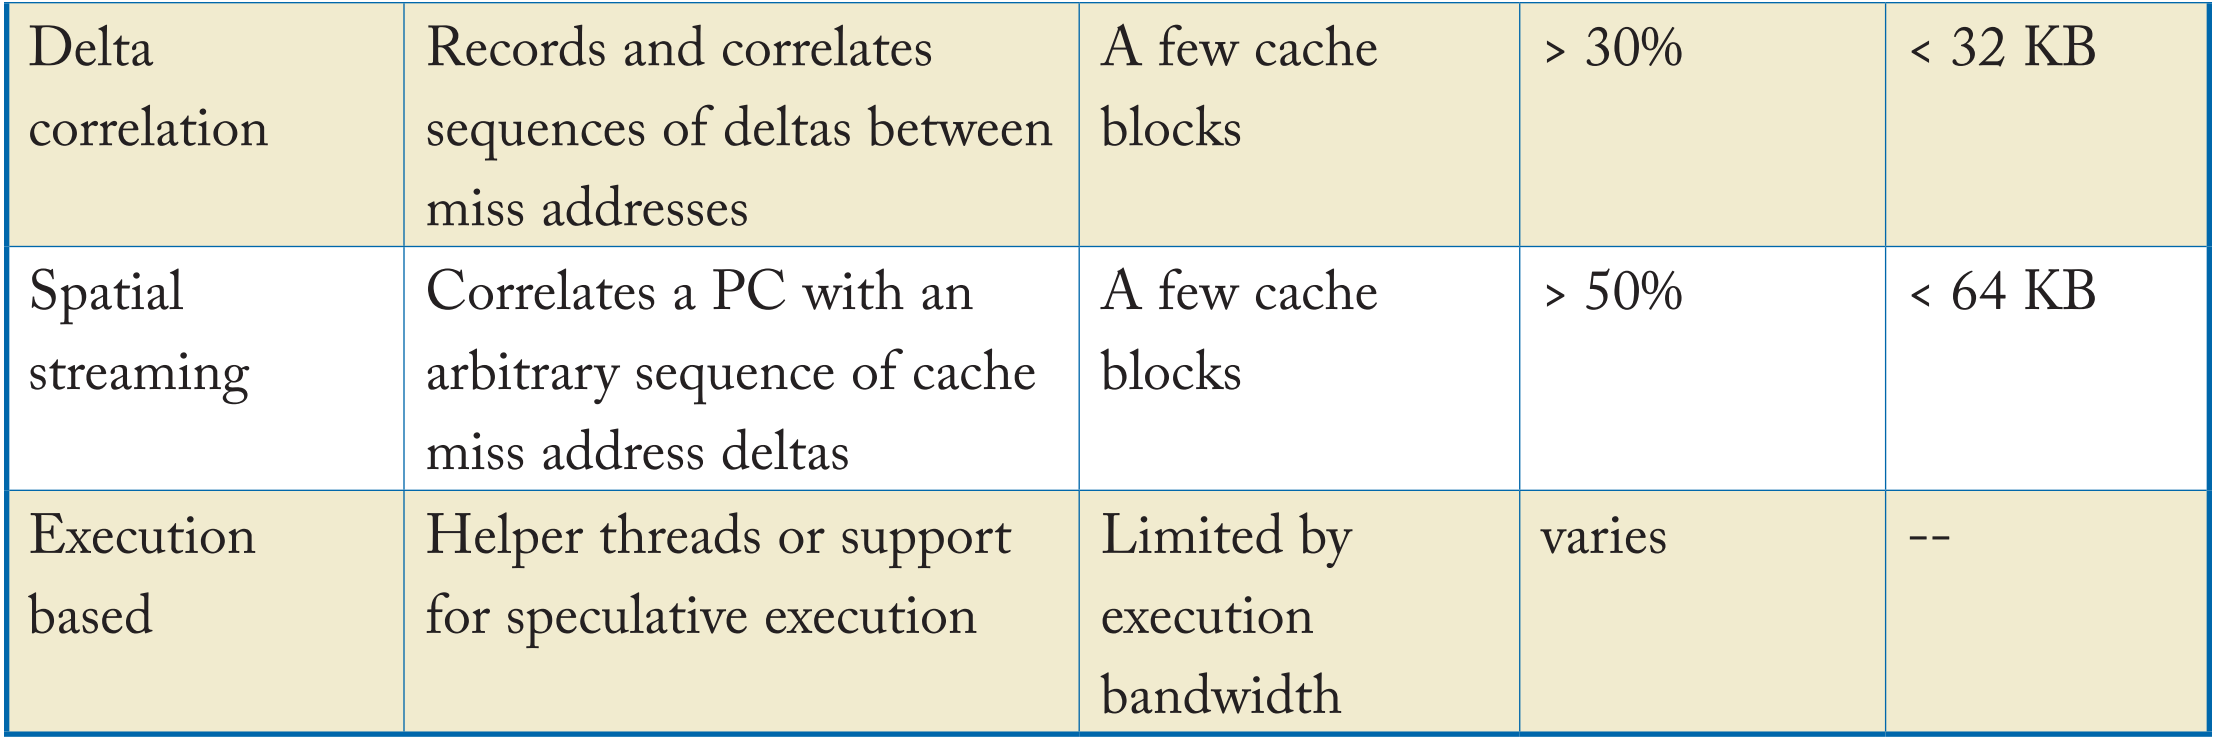 Delta
correlation
Records and correlates
sequences of deltas between
miss addresses
A few cache
blocks
> 30%
< 32 KB
Spatial
streaming
Correlates a PC with an
arbitrary sequence of cache
miss address deltas
A few cache
blocks
> 50%
< 64 KB
Execution
based
Helper threads or support
for speculative execution
Limited by
execution
bandwidth
varies
--